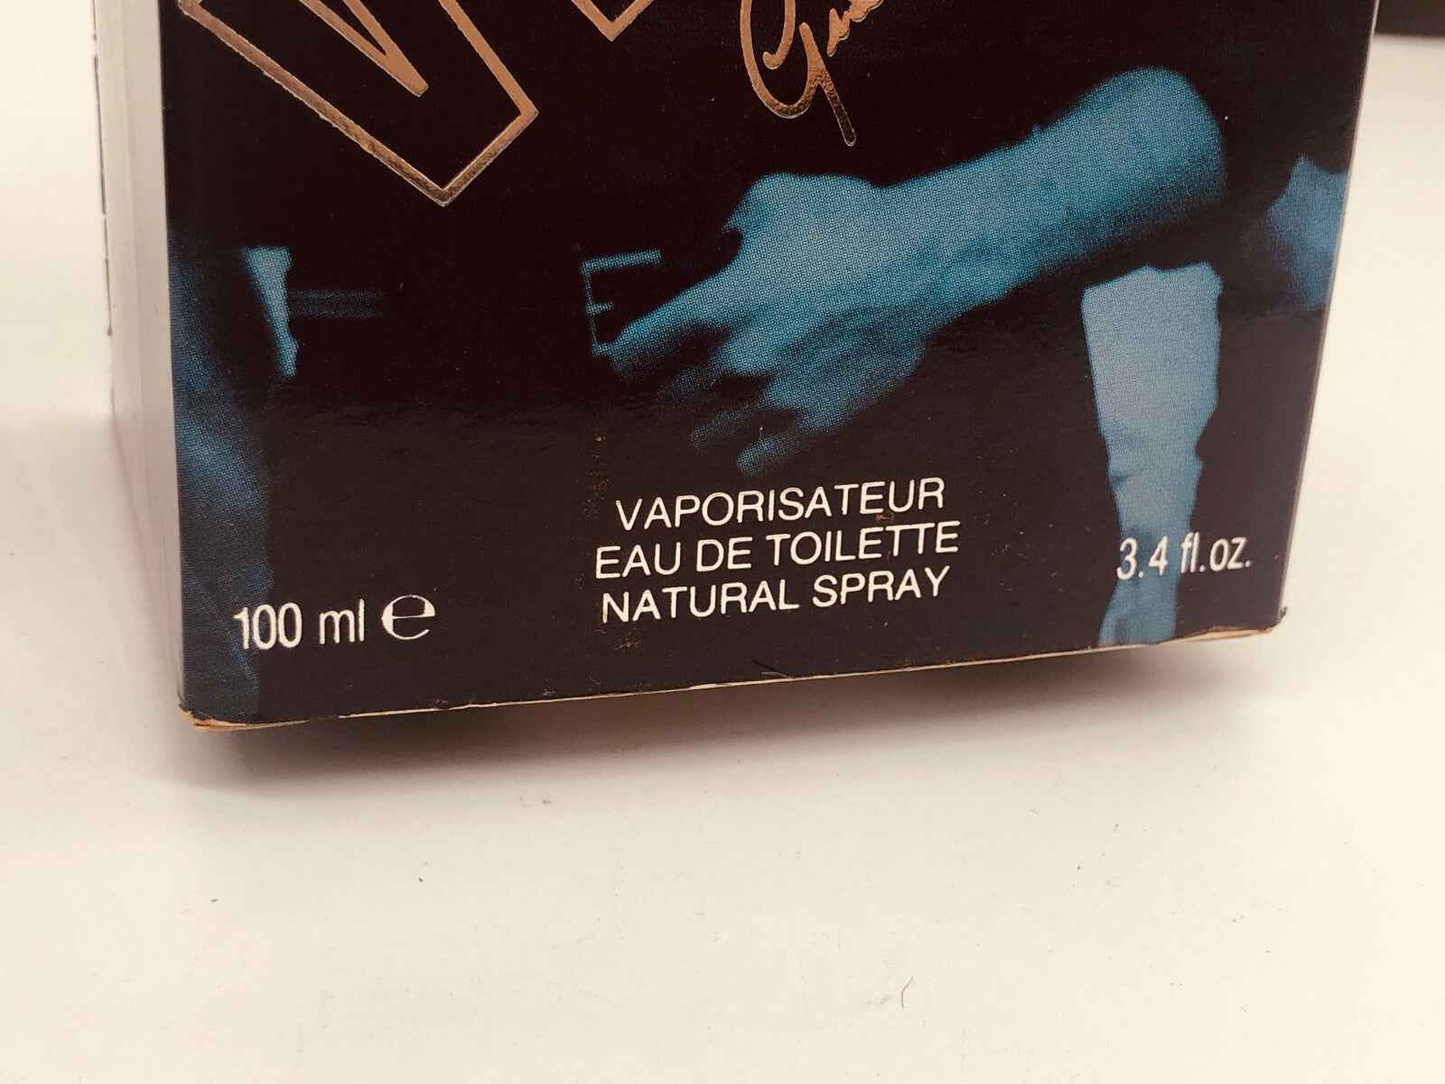 VAPORISATEUR
EAU DE TOILETTE
NATURAL SPRAY
100 ml ℮
3.4 fl.oz.